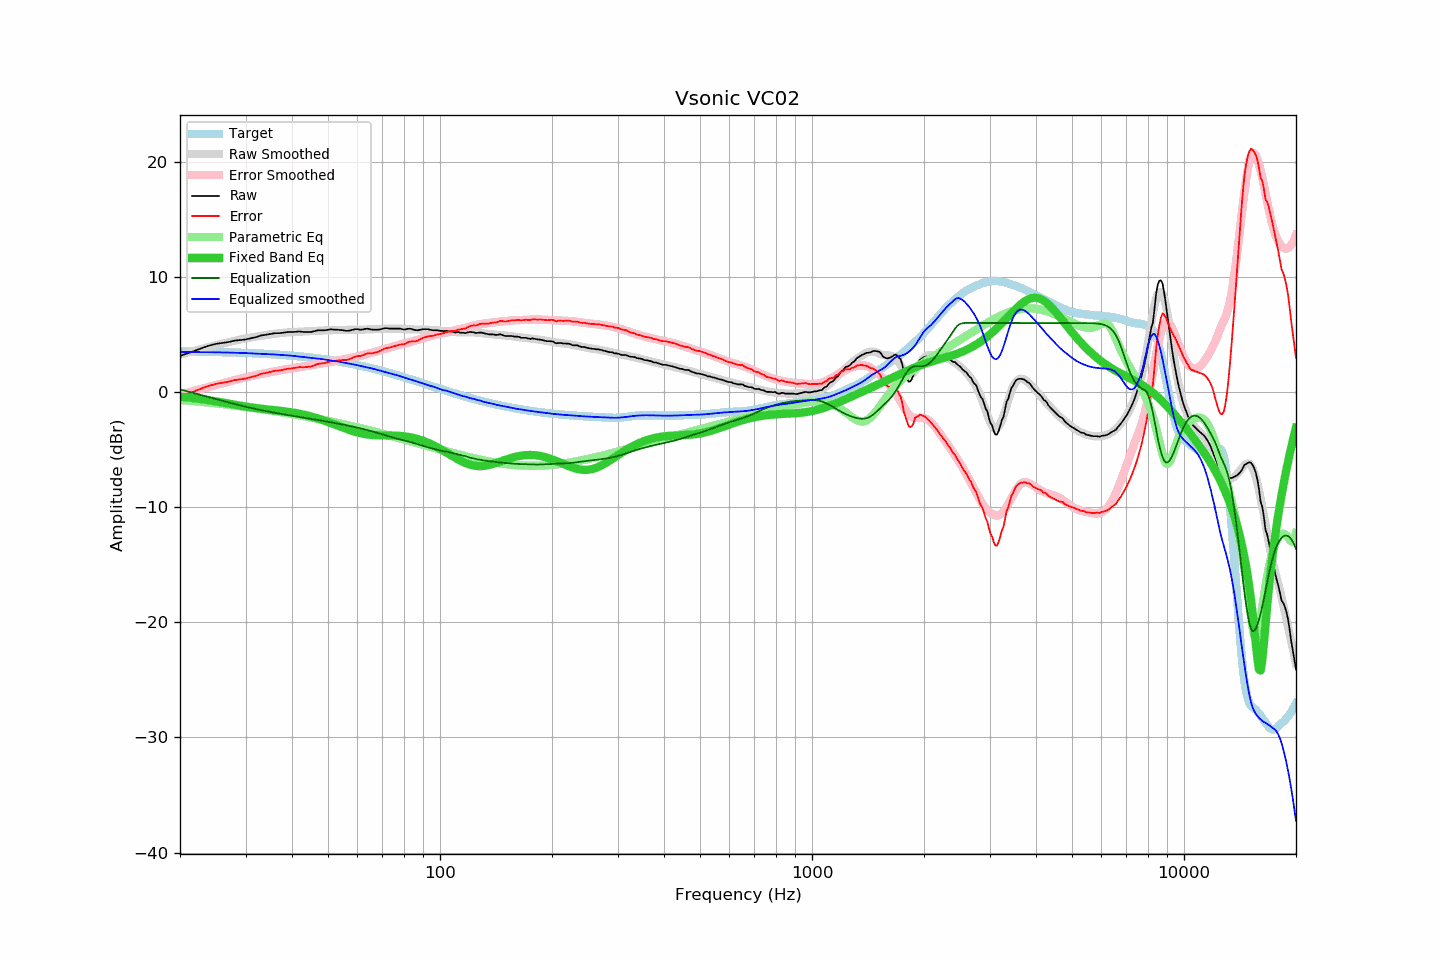 Vsonic VC02
Target
Raw Smoothed
Error Smoothed
Raw
Error
Parametric Eq
Fixed Band Eq
Equalization
Equalized smoothed
20
10
0
−10
−20
−30
−40
Amplitude (dBr)
100
1000
10000
Frequency (Hz)